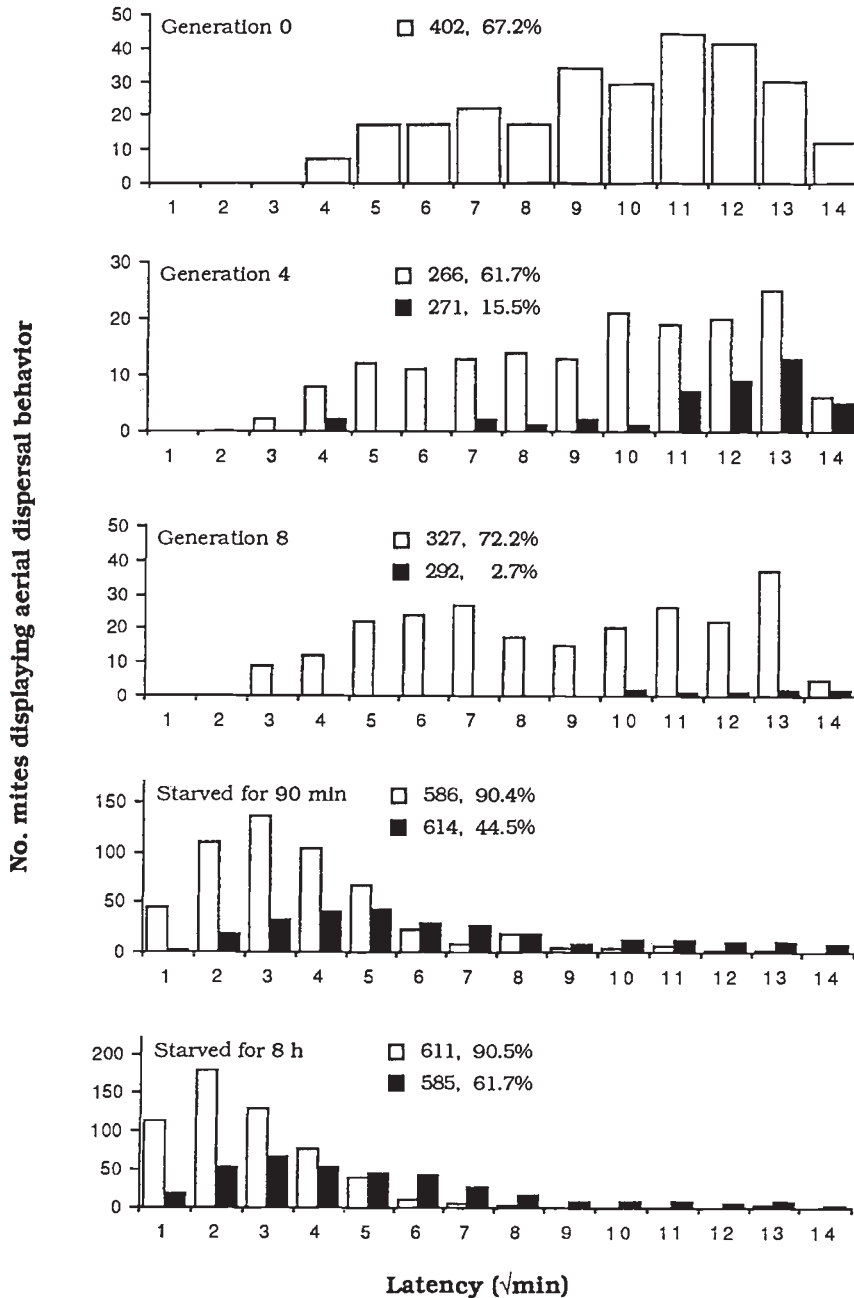 No. mites displaying aerial dispersal behavior
50
40
30
20
10
0
Generation 0
402, 67.2%
1 2 3 4 5 6 7 8 9 10 11 12 13 14
30
20
10
0
Generation 4
266, 61.7%
271, 15.5%
1 2 3 4 5 6 7 8 9 10 11 12 13 14
50
40
30
20
10
0
Generation 8
327, 72.2%
292, 2.7%
1 2 3 4 5 6 7 8 9 10 11 12 13 14
150
100
50
0
Starved for 90 min
586, 90.4%
614, 44.5%
1 2 3 4 5 6 7 8 9 10 11 12 13 14
200
150
100
50
0
Starved for 8 h
611, 90.5%
585, 61.7%
1 2 3 4 5 6 7 8 9 10 11 12 13 14
Latency (√min)